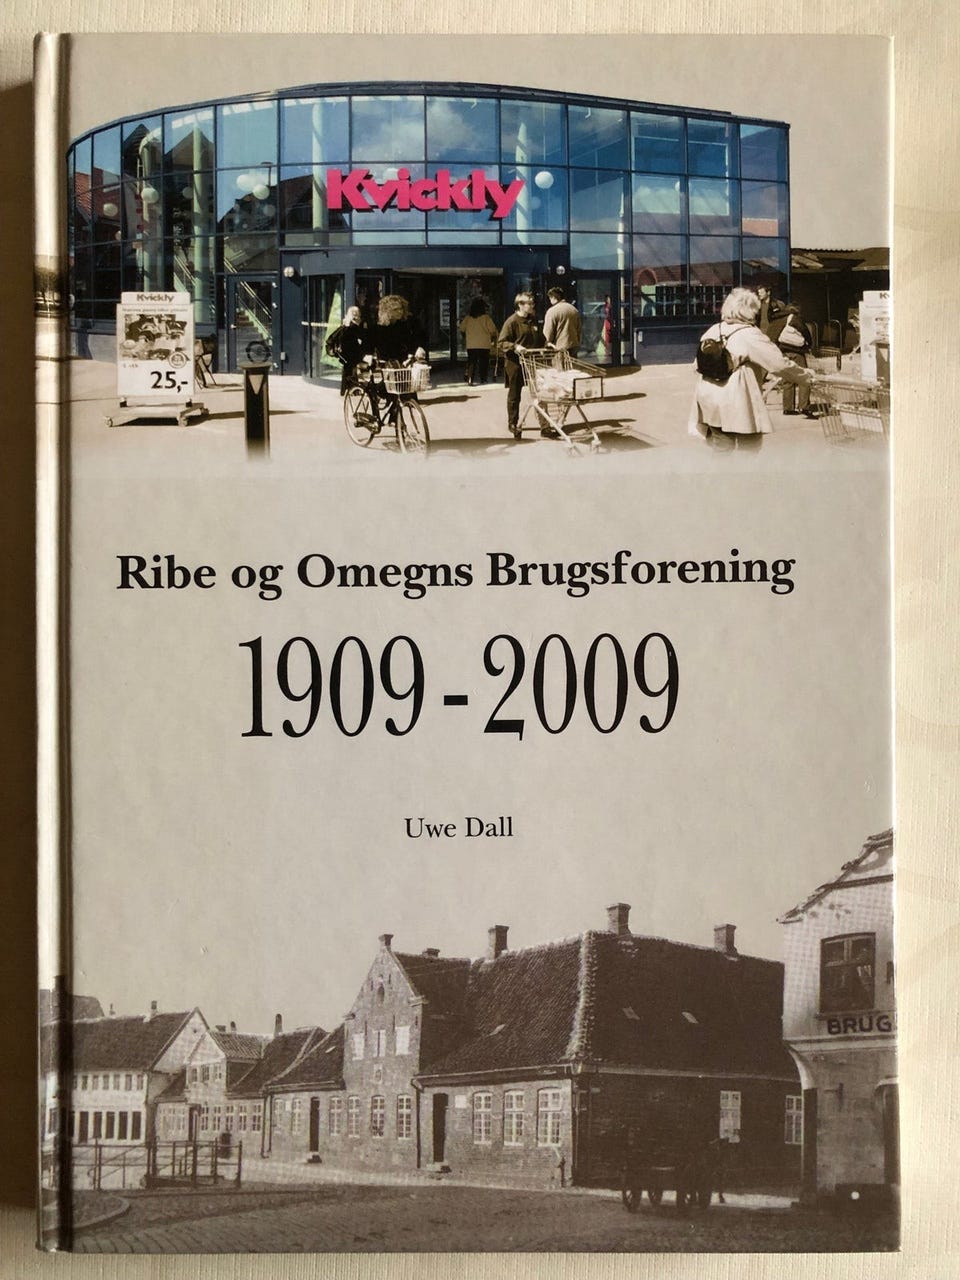 Kvickly
Kvickly
25,-
Ribe og Omegns Brugsforening
1909-2009
Uwe Dall
BRUG